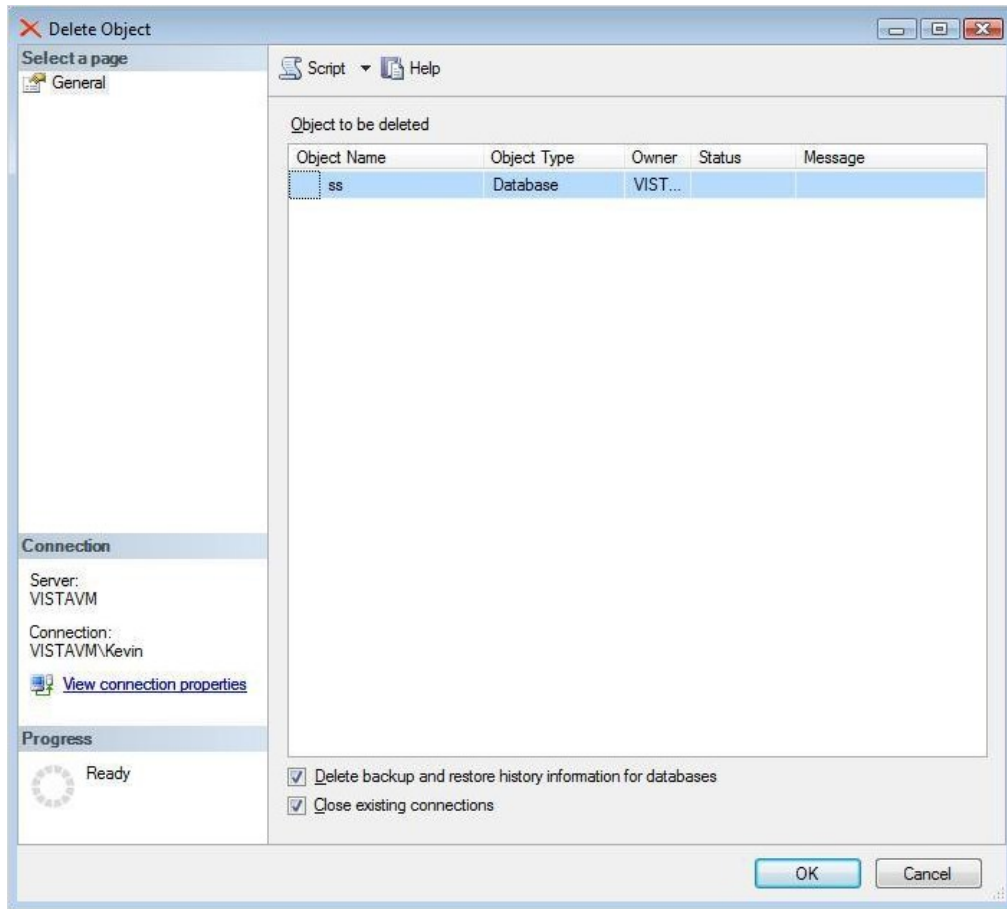 Delete Object
Select a page
General
Script
Help
Object to be deleted
Object Name Object Type Owner Status Message
ss Database VIST...
Connection
Server:
VISTAVM
Connection:
VISTAVM\Kevin
View connection properties
Progress
Ready
Delete backup and restore history information for databases
Close existing connections
OK Cancel